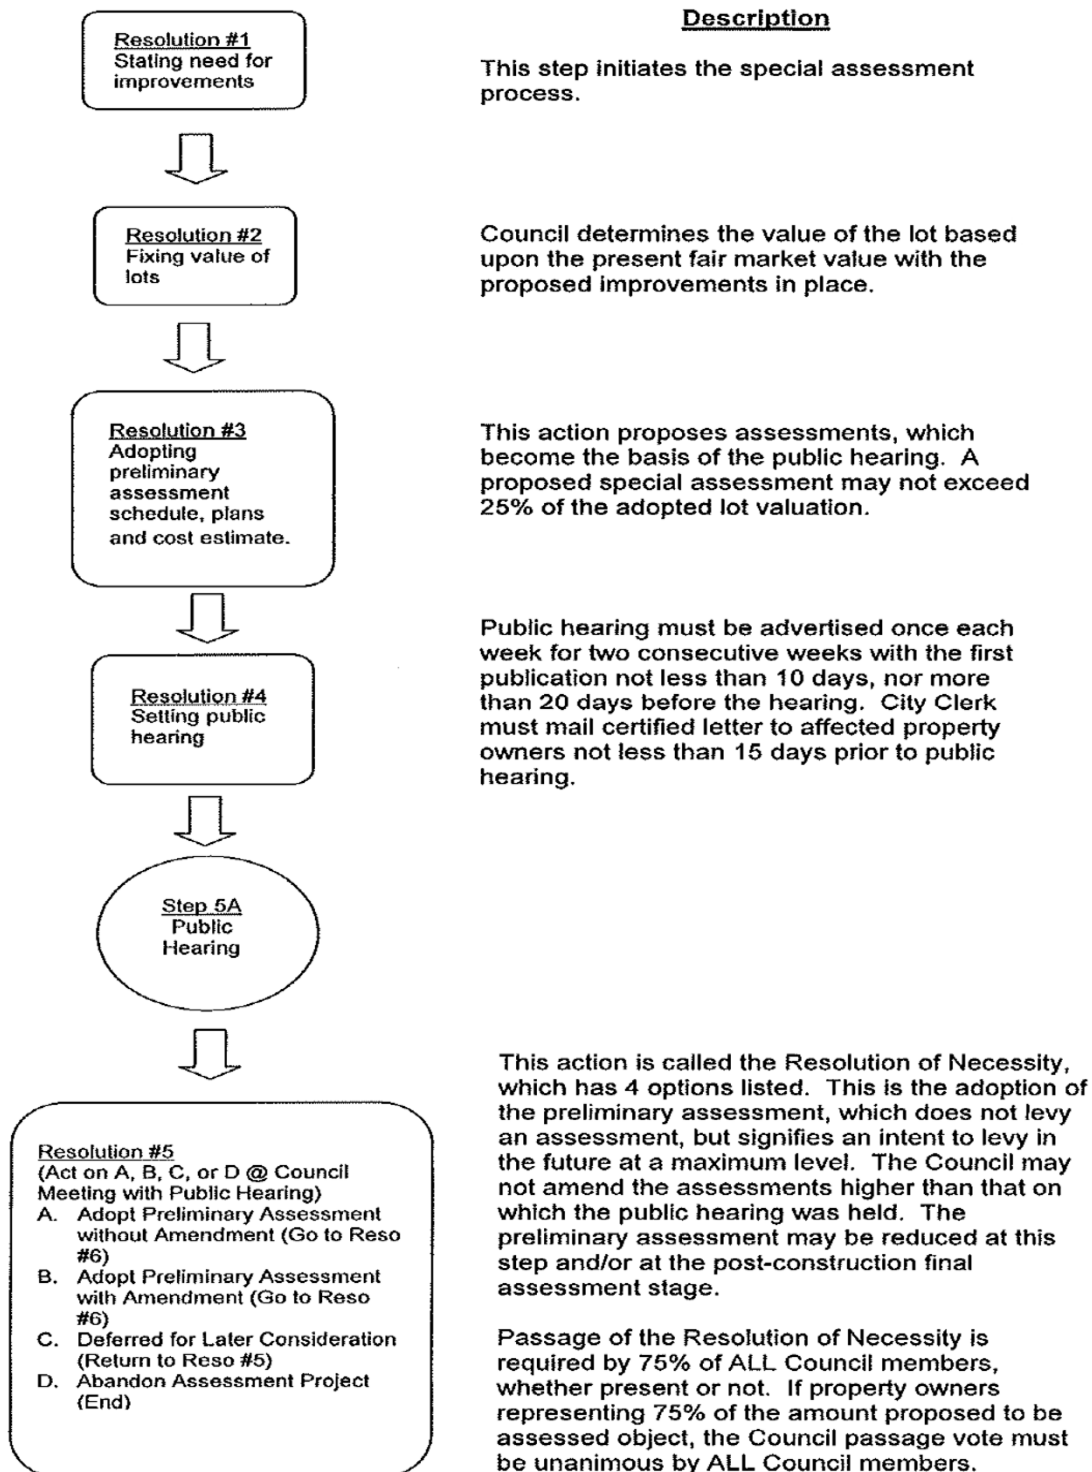 Description
Resolution #1
Stating need for
improvements
This step initiates the special assessment
process.
Resolution #2
Fixing value of
lots
Council determines the value of the lot based
upon the present fair market value with the
proposed improvements in place.
Resolution #3
Adopting
preliminary
assessment
schedule, plans
and cost estimate.
This action proposes assessments, which
become the basis of the public hearing. A
proposed special assessment may not exceed
25% of the adopted lot valuation.
Resolution #4
Setting public
hearing
Public hearing must be advertised once each
week for two consecutive weeks with the first
publication not less than 10 days, nor more
than 20 days before the hearing. City Clerk
must mail certified letter to affected property
owners not less than 15 days prior to public
hearing.
Step 5A
Public
Hearing
Resolution #5
(Act on A, B, C, or D @ Council
Meeting with Public Hearing)
A. Adopt Preliminary Assessment
without Amendment (Go to Reso
#6)
B. Adopt Preliminary Assessment
with Amendment (Go to Reso
#6)
C. Deferred for Later Consideration
(Return to Reso #5)
D. Abandon Assessment Project
(End)
This action is called the Resolution of Necessity,
which has 4 options listed. This is the adoption of
the preliminary assessment, which does not levy
an assessment, but signifies an intent to levy in
the future at a maximum level. The Council may
not amend the assessments higher than that on
which the public hearing was held. The
preliminary assessment may be reduced at this
step and/or at the post-construction final
assessment stage.
Passage of the Resolution of Necessity is
required by 75% of ALL Council members,
whether present or not. If property owners
representing 75% of the amount proposed to be
assessed object, the Council passage vote must
be unanimous by ALL Council members.